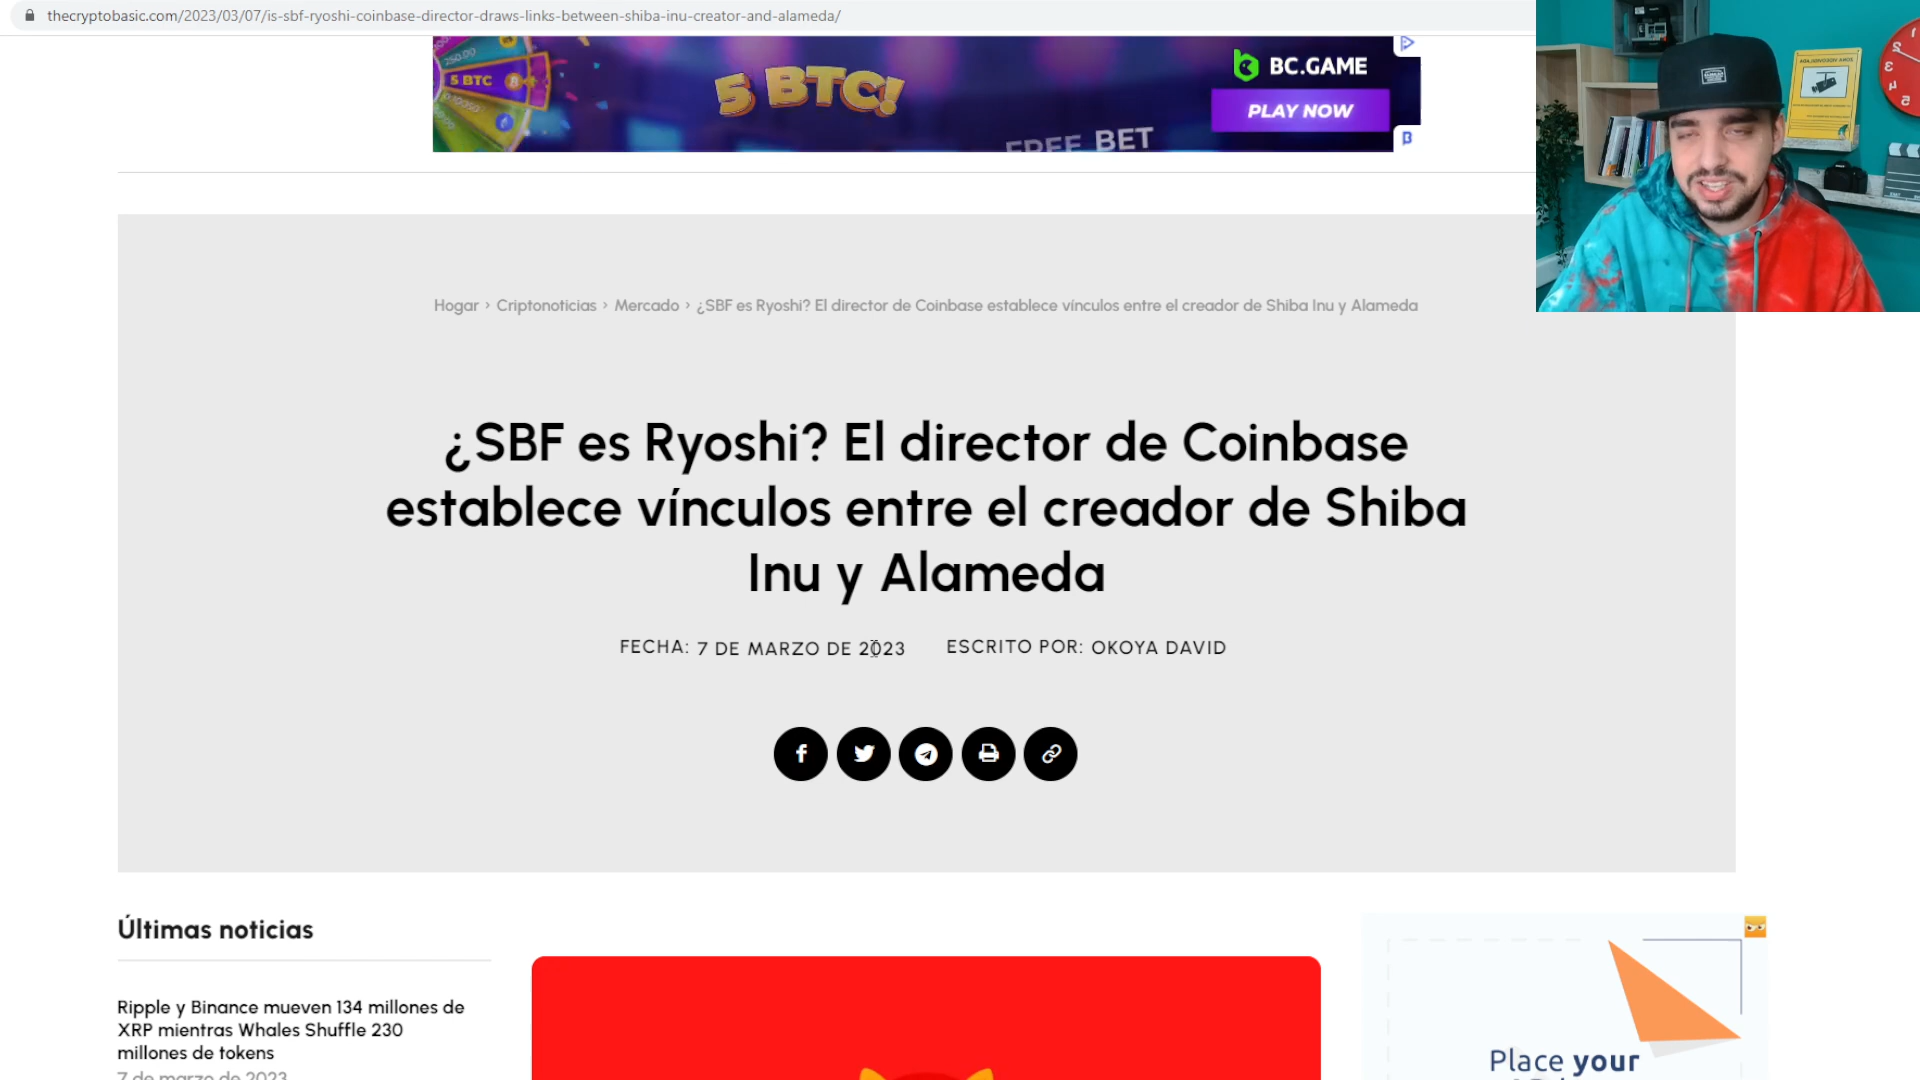 thecryptobasic.com/2023/03/07/is-sbf-ryoshi-coinbase-director-draws-links-between-shiba-inu-creator-and-alameda/
5 BTC
5 BTC!
FREE BET
BC.GAME
PLAY NOW
Hogar › Criptonoticias › Mercado › ¿SBF es Ryoshi? El director de Coinbase establece vínculos entre el creador de Shiba Inu y Alameda
¿SBF es Ryoshi? El director de Coinbase
establece vínculos entre el creador de Shiba
Inu y Alameda
FECHA: 7 DE MARZO DE 2023 ESCRITO POR: OKOYA DAVID
Últimas noticias
Ripple y Binance mueven 134 millones de
XRP mientras Whales Shuffle 230
millones de tokens
7 de marzo de 2023
Place your